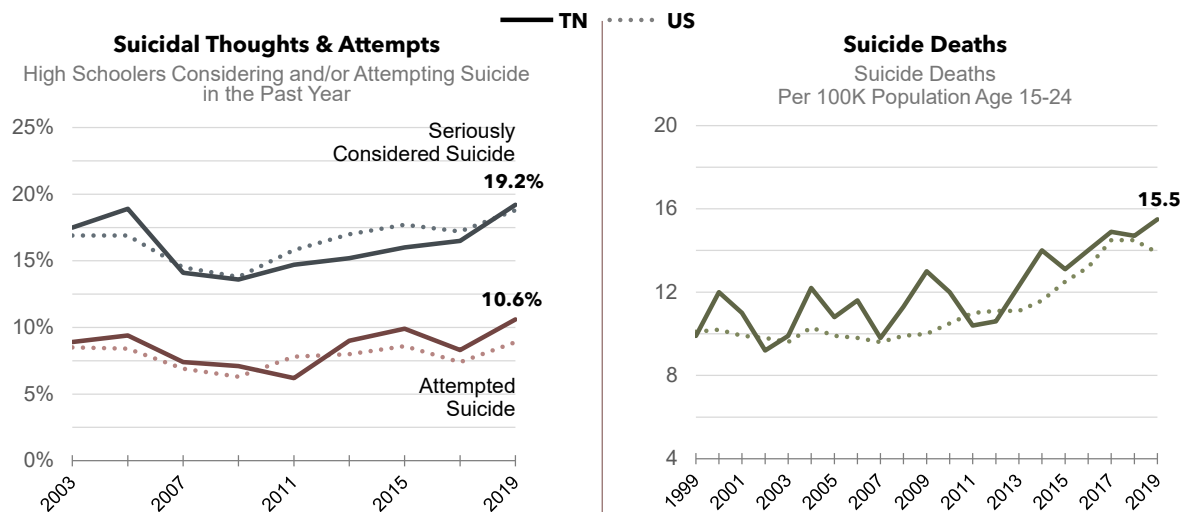 TN US
Suicidal Thoughts & Attempts
High Schoolers Considering and/or Attempting Suicide
in the Past Year
25%
20%
15%
10%
5%
0%
Seriously
Considered Suicide
19.2%
10.6%
Attempted
Suicide
2003
2007
2011
2015
2019
Suicide Deaths
Suicide Deaths
Per 100K Population Age 15-24
20
16
12
8
4
15.5
1999
2001
2003
2005
2007
2009
2011
2013
2015
2017
2019